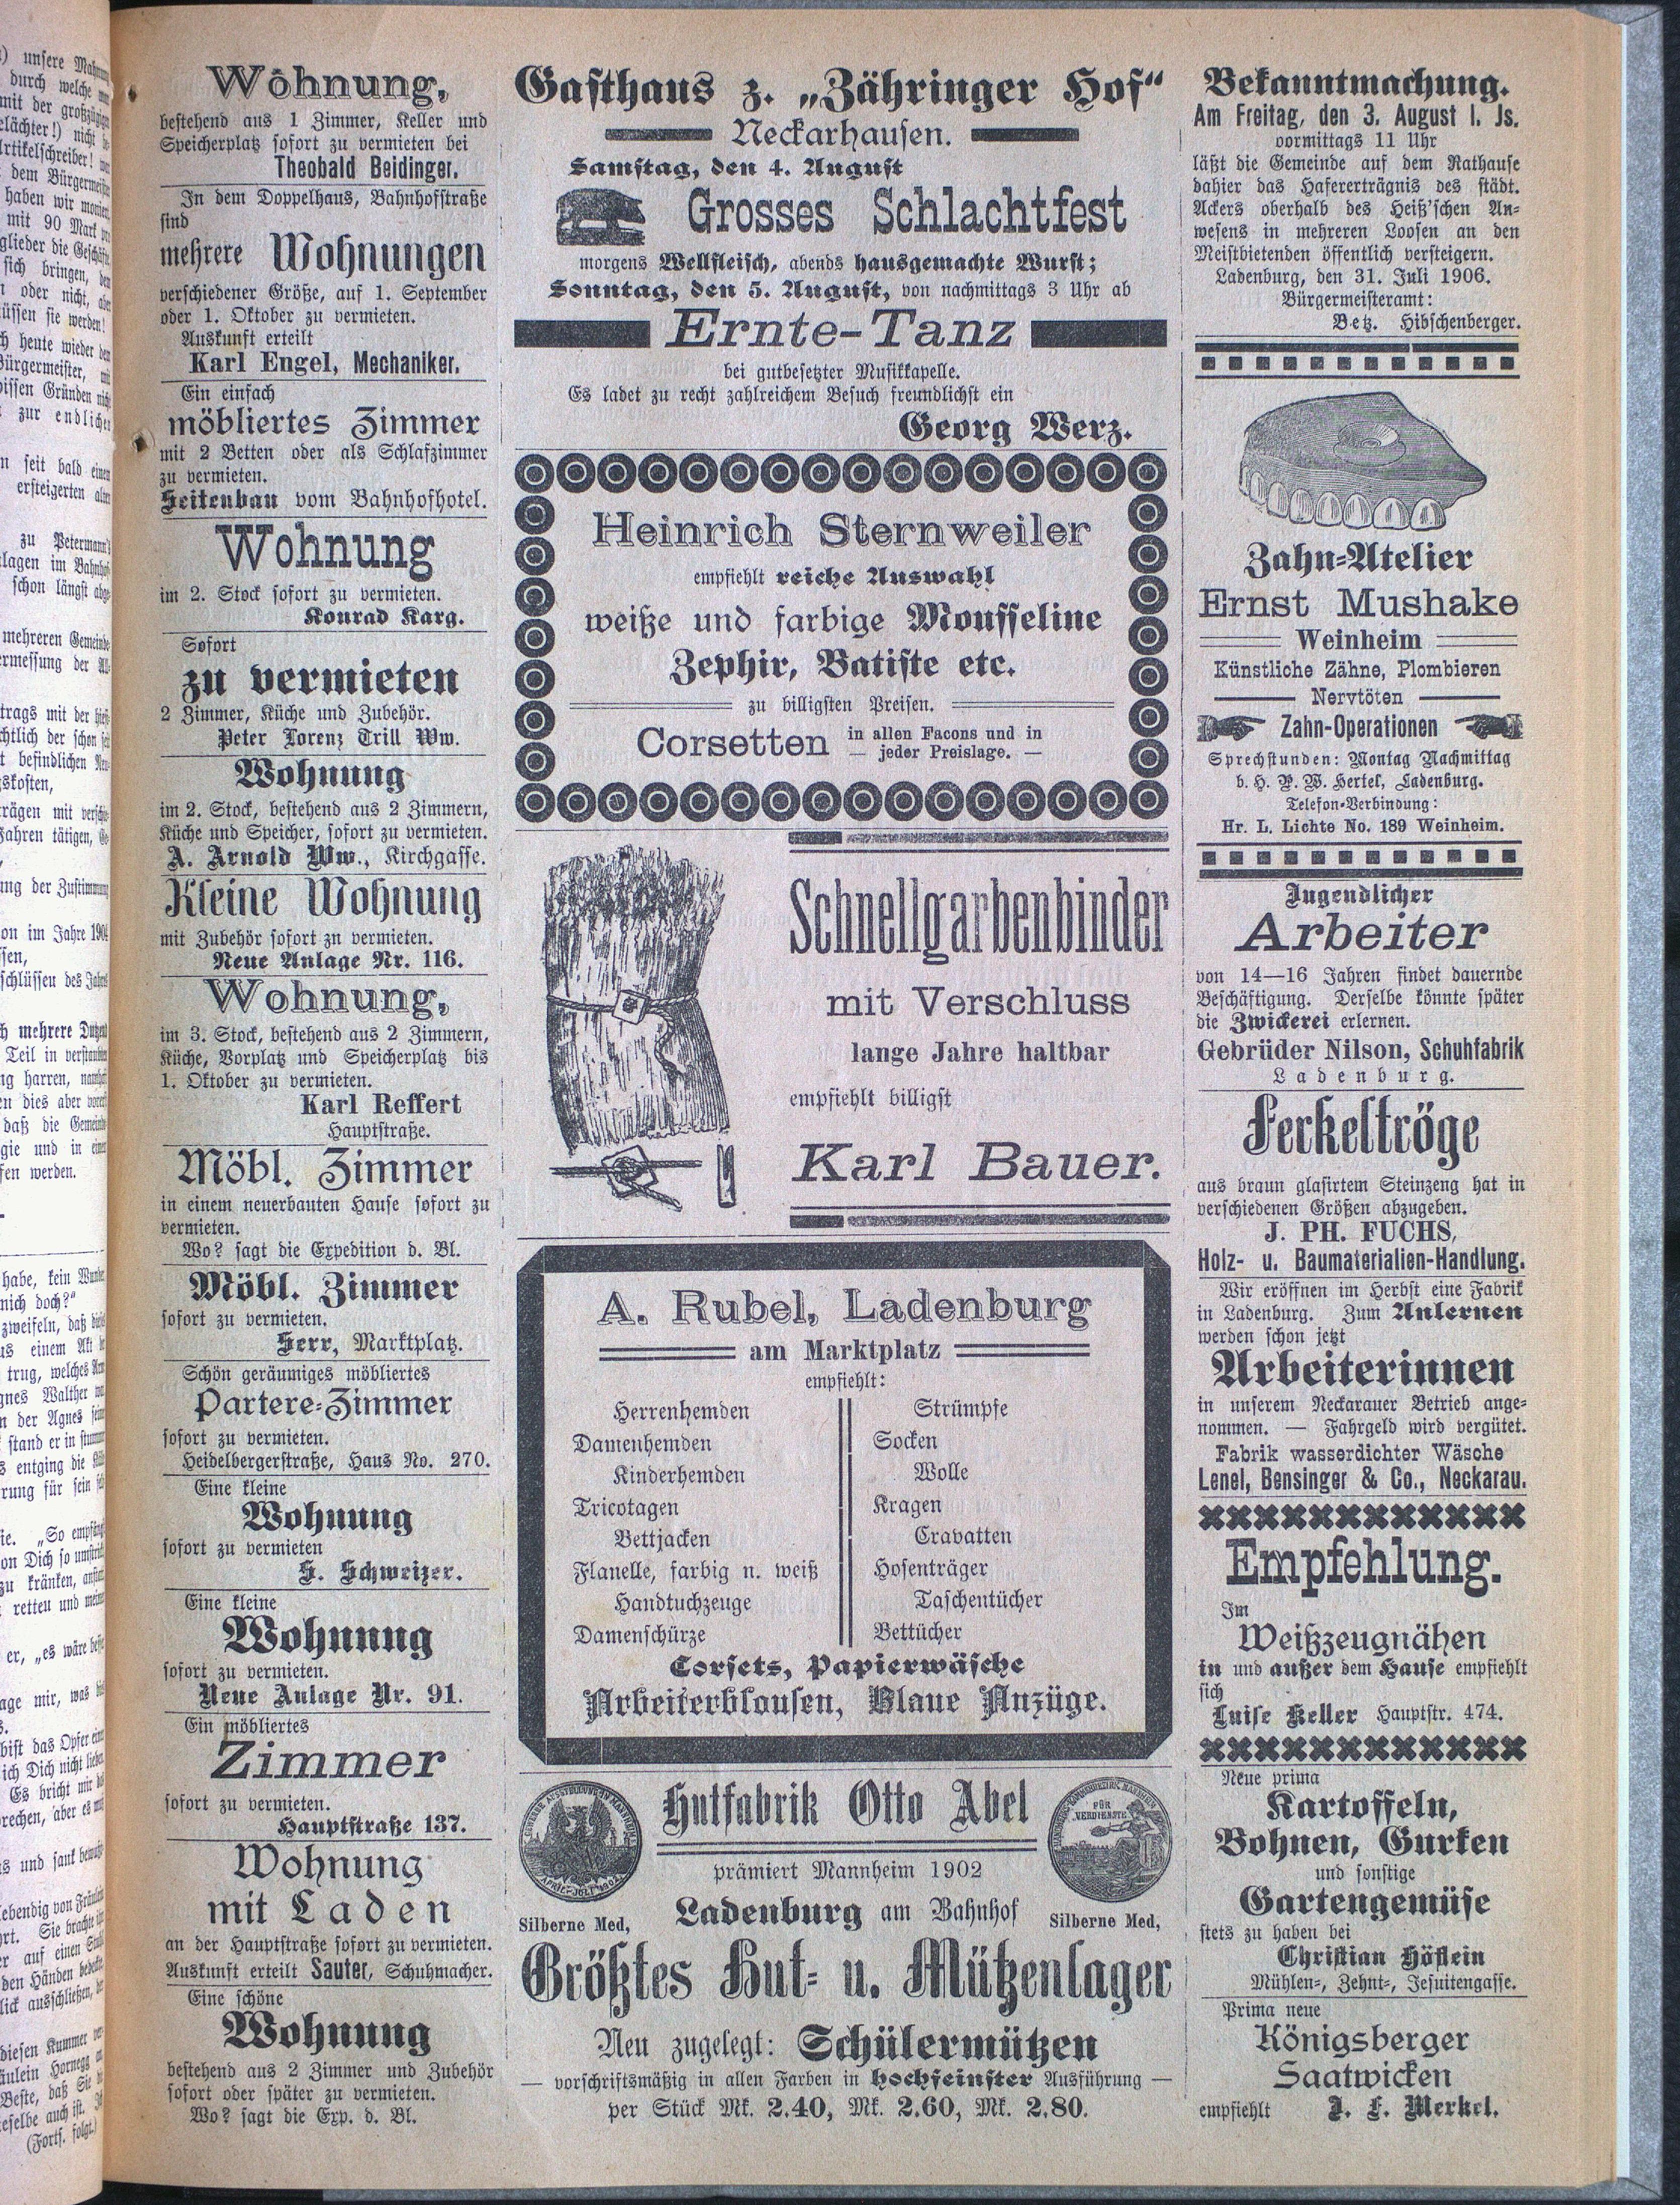 Wohnung,
bestehend aus 1 Zimmer, Keller und
Speicherplatz sofort zu vermieten bei
Theobald Beidinger.
In dem Doppelhaus, Bahnhofstraße
sind
mehrere Wohnungen
verschiedener Größe, auf 1. September
oder 1. Oktober zu vermieten.
Auskunft erteilt
Karl Engel, Mechaniker.
Ein einfach
möbliertes Zimmer
mit 2 Betten oder als Schlafzimmer
zu vermieten.
Seitenbau vom Bahnhofhotel.
Wohnung
im 2. Stock sofort zu vermieten.
Konrad Karg.
Sofort
zu vermieten
2 Zimmer, Küche und Zubehör.
Peter Lorenz Trill Ww.
Wohnung
im 2. Stock, bestehend aus 2 Zimmern,
Küche und Speicher, sofort zu vermieten.
A. Arnold Ww., Kirchgasse.
Kleine Wohnung
mit Zubehör sofort zn vermieten.
Neue Anlage Nr. 116.
Wohnung,
im 3. Stock, bestehend aus 2 Zimmern,
Küche, Vorplatz und Speicherplatz bis
1. Oktober zu vermieten.
Karl Reffert
Hauptstraße.
Möbl. Zimmer
in einem neuerbauten Hause sofort zu
vermieten.
Wo? sagt die Expedition d. Bl.
Möbl. Zimmer
sofort zu vermieten.
Herr, Marktplatz.
Schön geräumiges möbliertes
Partere-Zimmer
sofort zu vermieten.
Heidelbergerstraße, Haus No. 270.
Eine kleine
Wohnung
sofort zu vermieten
H. Schweizer.
Eine kleine
Wohnung
sofort zu vermieten.
Neue Anlage Nr. 91.
Ein möbliertes
Zimmer
sofort zu vermieten.
Hauptstraße 137.
Wohnung
mit Laden
an der Hauptstraße sofort zu vermieten.
Auskunft erteilt Sauter, Schuhmacher.
Eine schöne
Wohnung
bestehend aus 2 Zimmer und Zubehör
sofort oder später zu vermieten.
Wo? sagt die Exp. d. Bl.
Gasthaus z. „Zähringer Hof“
Neckarhausen.
Samstag, den 4. August
Grosses Schlachtfest
morgens Wellfleisch, abends hausgemachte Wurst;
Sonntag, den 5. August, von nachmittags 3 Uhr ab
Ernte-Tanz
bei gutbesetzter Musikkapelle.
Es ladet zu recht zahlreichem Besuch freundlichst ein
Georg Werz.
Heinrich Sternweiler
empfiehlt reiche Auswahl
weiße und farbige Mousseline
Zephir, Batiste etc.
zu billigsten Preisen.
Corsetten in allen Facons und in
— jeder Preislage. —
Schnellgarbenbinder
mit Verschluss
lange Jahre haltbar
empfiehlt billigst
Karl Bauer.
A. Rubel, Ladenburg
am Marktplatz
empfiehlt:
Herrenhemden
Damenhemden
Kinderhemden
Tricotagen
Bettjacken
Flanelle, farbig n. weiß
Handtuchzeuge
Damenschürze
Strümpfe
Socken
Wolle
Kragen
Cravatten
Hosenträger
Taschentücher
Bettücher
Corsets, Papierwäsche
Arbeiterblousen, Blaue Anzüge.
Hutfabrik Otto Abel
FÜR
VERDIENSTE
prämiert Mannheim 1902
Silberne Med, Ladenburg am Bahnhof Silberne Med,
Größtes Hut- u. Mützenlager
Neu zugelegt: Schülermützen
— vorschriftsmäßig in allen Farben in hochfeinster Ausführung —
per Stück Mk. 2.40, Mk. 2.60, Mk. 2.80.
Bekanntmachung.
Am Freitag, den 3. August l. Js.
vormittags 11 Uhr
läßt die Gemeinde auf dem Rathause
dahier das Haferерträgnis des städt.
Ackers oberhalb des Heiß'schen An-
wesens in mehreren Loosen an den
Meistbietenden öffentlich versteigern.
Ladenburg, den 31. Juli 1906.
Bürgermeisteramt:
Betz. Hibschenberger.
Zahn-Atelier
Ernst Mushake
Weinheim
Künstliche Zähne, Plombieren
Nervtöten
Zahn-Operationen
Sprechstunden: Montag Nachmittag
b. H. P. W. Hertel, Ladenburg.
Telefon-Verbindung:
Hr. L. Lichte No. 189 Weinheim.
Jugendlicher
Arbeiter
von 14—16 Jahren findet dauernde
Beschäftigung. Derselbe könnte später
die Zwickerei erlernen.
Gebrüder Nilson, Schuhfabrik
Ladenburg.
Ferkeltröge
aus braun glasirtem Steinzeng hat in
verschiedenen Größen abzugeben.
J. PH. FUCHS,
Holz- u. Baumaterialien-Handlung.
Wir eröffnen im Herbst eine Fabrik
in Ladenburg. Zum Anlernen
werden schon jetzt
Arbeiterinnen
in unserem Neckarauer Betrieb ange-
nommen. — Fahrgeld wird vergütet.
Fabrik wasserdichter Wäsche
Lenel, Bensinger & Co., Neckarau.
Empfehlung.
Im
Weißzeugnähen
in und außer dem Hause empfiehlt
sich
Luise Keller Hauptstr. 474.
Neue prima
Kartoffeln,
Bohnen, Gurken
und sonstige
Gartengemüse
stets zu haben bei
Christian Höflein
Mühlen-, Zehnt-, Jesuitengasse.
Prima neue
Königsberger
Saatwicken
empfiehlt J. F. Merkel.